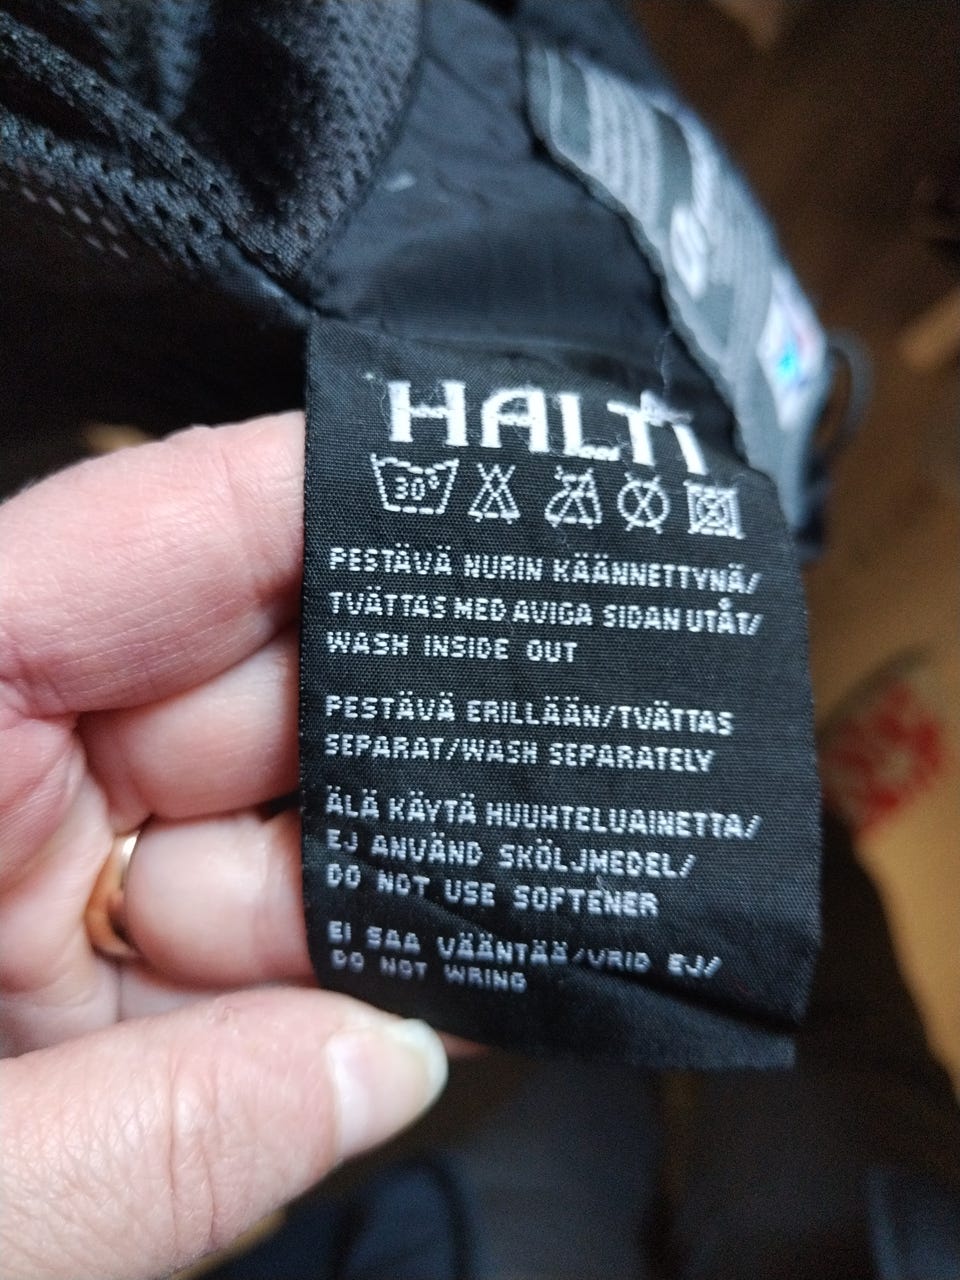 HALTI
30°
PESTÄVÄ NURIN KÄÄNNETTYNÄ/
TVÄTTAS MED AVIGA SIDAN UTÅT/
WASH INSIDE OUT
PESTÄVÄ ERILLÄÄN/TVÄTTAS
SEPARAT/WASH SEPARATELY
ÄLÄ KÄYTÄ HUUHTELUAINETTA/
EJ ANVÄND SKÖLJMEDEL/
DO NOT USE SOFTENER
EI SAA VÄÄNTÄÄ/VRID EJ/
DO NOT WRING